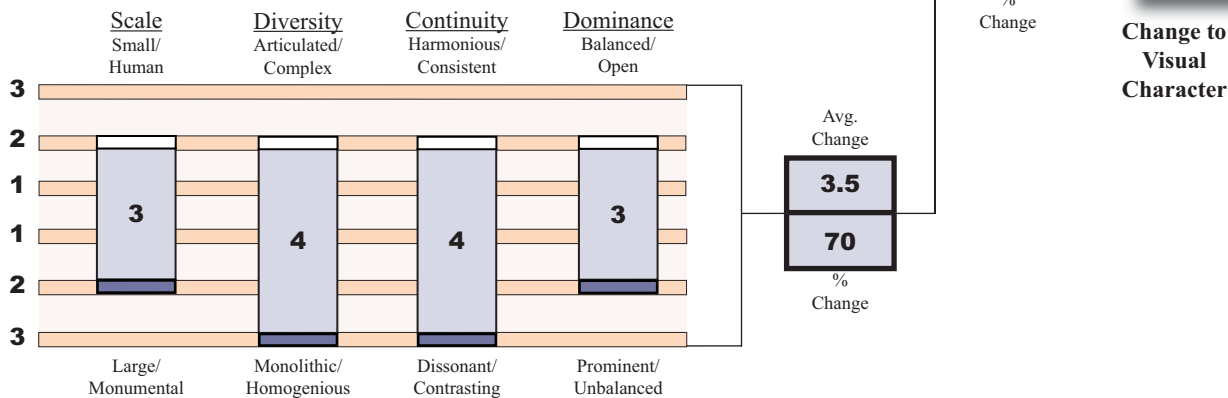 %
Change
Change to
Visual
Character
Scale
Small/
Human
Diversity
Articulated/
Complex
Continuity
Harmonious/
Consistent
Dominance
Balanced/
Open
3
2
1
1
2
3
3
4
4
3
Avg.
Change
3.5
70
%
Change
Large/
Monumental
Monolithic/
Homogenious
Dissonant/
Contrasting
Prominent/
Unbalanced